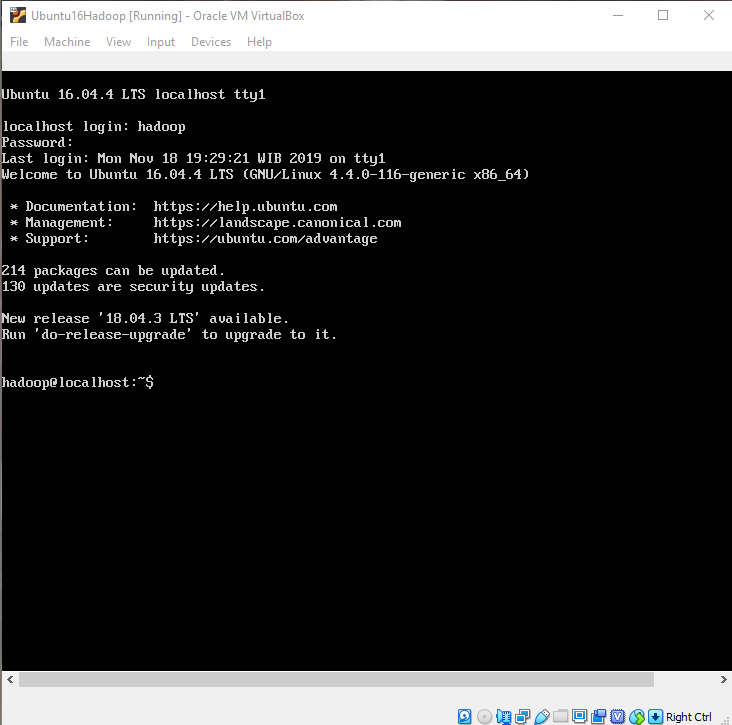 Ubuntu16Hadoop [Running] - Oracle VM VirtualBox
File Machine View Input Devices Help
Ubuntu 16.04.4 LTS localhost tty1
localhost login: hadoop
Password:
Last login: Mon Nov 18 19:29:21 WIB 2019 on tty1
Welcome to Ubuntu 16.04.4 LTS (GNU/Linux 4.4.0-116-generic x86_64)
* Documentation:  https://help.ubuntu.com
* Management:     https://landscape.canonical.com
* Support:        https://ubuntu.com/advantage
214 packages can be updated.
130 updates are security updates.
New release '18.04.3 LTS' available.
Run 'do-release-upgrade' to upgrade to it.
hadoop@localhost:~$
Right Ctrl